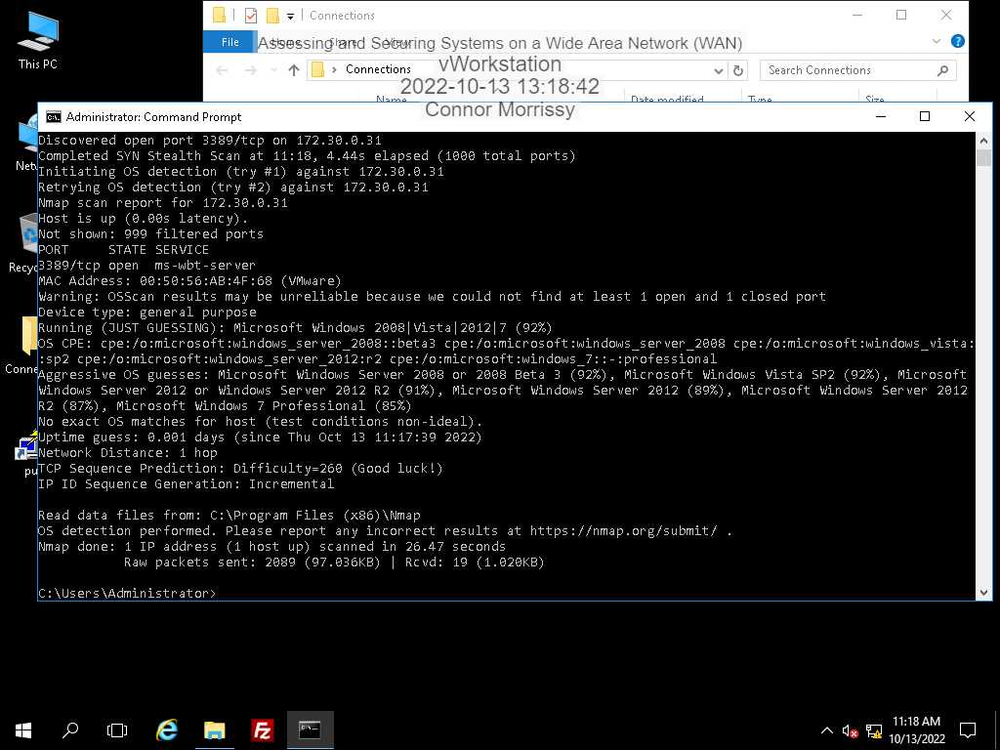 This PC
Connections
File
Assessing and Securing Systems on a Wide Area Network (WAN)
vWorkstation
Connections
Search Connections
2022-10-13 13:18:42
Name
Date modified
Type
Size
Connor Morrissy
Administrator: Command Prompt
Discovered open port 3389/tcp on 172.30.0.31
Completed SYN Stealth Scan at 11:18, 4.44s elapsed (1000 total ports)
Initiating OS detection (try #1) against 172.30.0.31
Retrying OS detection (try #2) against 172.30.0.31
Nmap scan report for 172.30.0.31
Host is up (0.00s latency).
Not shown: 999 filtered ports
PORT     STATE SERVICE
3389/tcp open  ms-wbt-server
MAC Address: 00:50:56:AB:4F:68 (VMware)
Warning: OSScan results may be unreliable because we could not find at least 1 open and 1 closed port
Device type: general purpose
Running (JUST GUESSING): Microsoft Windows 2008|Vista|2012|7 (92%)
OS CPE: cpe:/o:microsoft:windows_server_2008::beta3 cpe:/o:microsoft:windows_server_2008 cpe:/o:microsoft:windows_vista:
:sp2 cpe:/o:microsoft:windows_server_2012:r2 cpe:/o:microsoft:windows_7::-:professional
Aggressive OS guesses: Microsoft Windows Server 2008 or 2008 Beta 3 (92%), Microsoft Windows Vista SP2 (92%), Microsoft
Windows Server 2012 or Windows Server 2012 R2 (91%), Microsoft Windows Server 2012 (89%), Microsoft Windows Server 2012
R2 (87%), Microsoft Windows 7 Professional (85%)
No exact OS matches for host (test conditions non-ideal).
Uptime guess: 0.001 days (since Thu Oct 13 11:17:39 2022)
Network Distance: 1 hop
TCP Sequence Prediction: Difficulty=260 (Good luck!)
IP ID Sequence Generation: Incremental
Read data files from: C:\Program Files (x86)\Nmap
OS detection performed. Please report any incorrect results at https://nmap.org/submit/ .
Nmap done: 1 IP address (1 host up) scanned in 26.47 seconds
Raw packets sent: 2089 (97.036KB) | Rcvd: 19 (1.020KB)
C:\Users\Administrator>
Netw
Recyc
Conne
pu
11:18 AM
10/13/2022